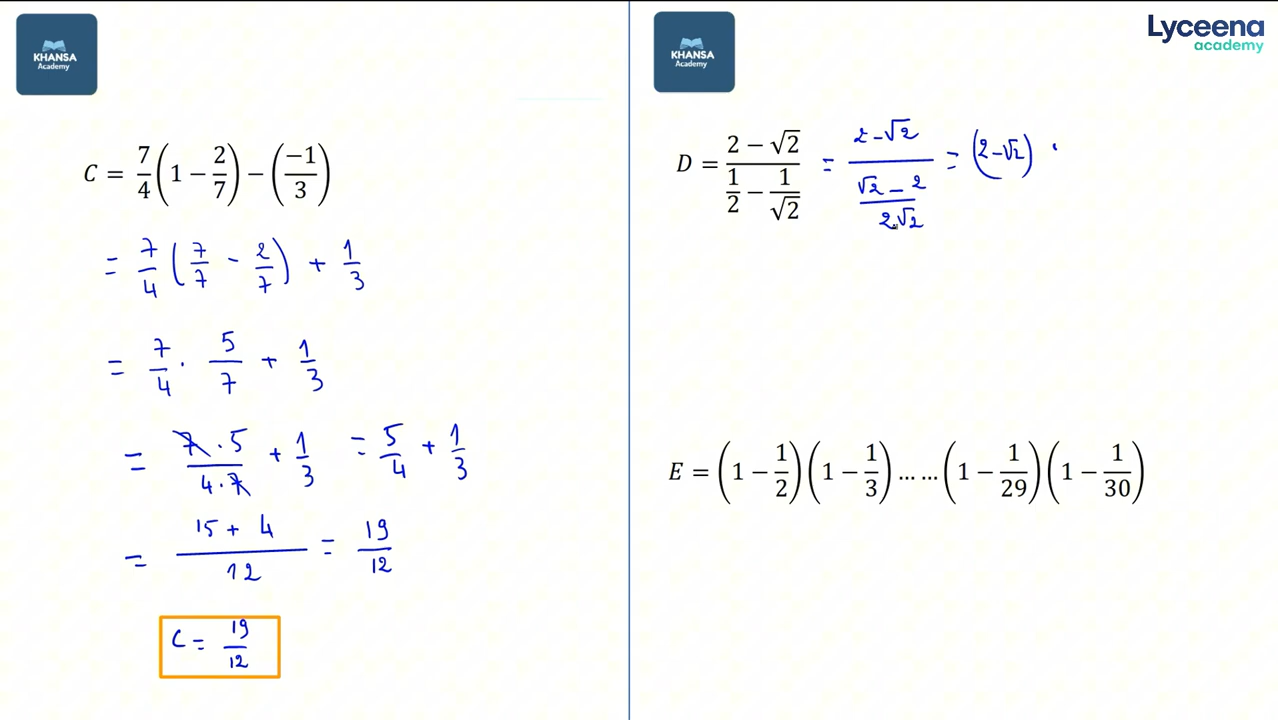 KHANSA
Academy
C = 7/4 (1 − 2/7) − (−1/3)
= 7/4 (7/7 − 2/7) + 1/3
= 7/4 · 5/7 + 1/3
= 7·5/4·7 + 1/3 = 5/4 + 1/3
= 15 + 4/12 = 19/12
C = 19/12
KHANSA
Academy
Lyceena
academy
D = (2 − √2)/(1/2 − 1/√2) = (2 − √2)/((√2 − 2)/(2·√2)) = (2 − √2) ·
E = (1 − 1/2)(1 − 1/3) … … (1 − 1/29)(1 − 1/30)